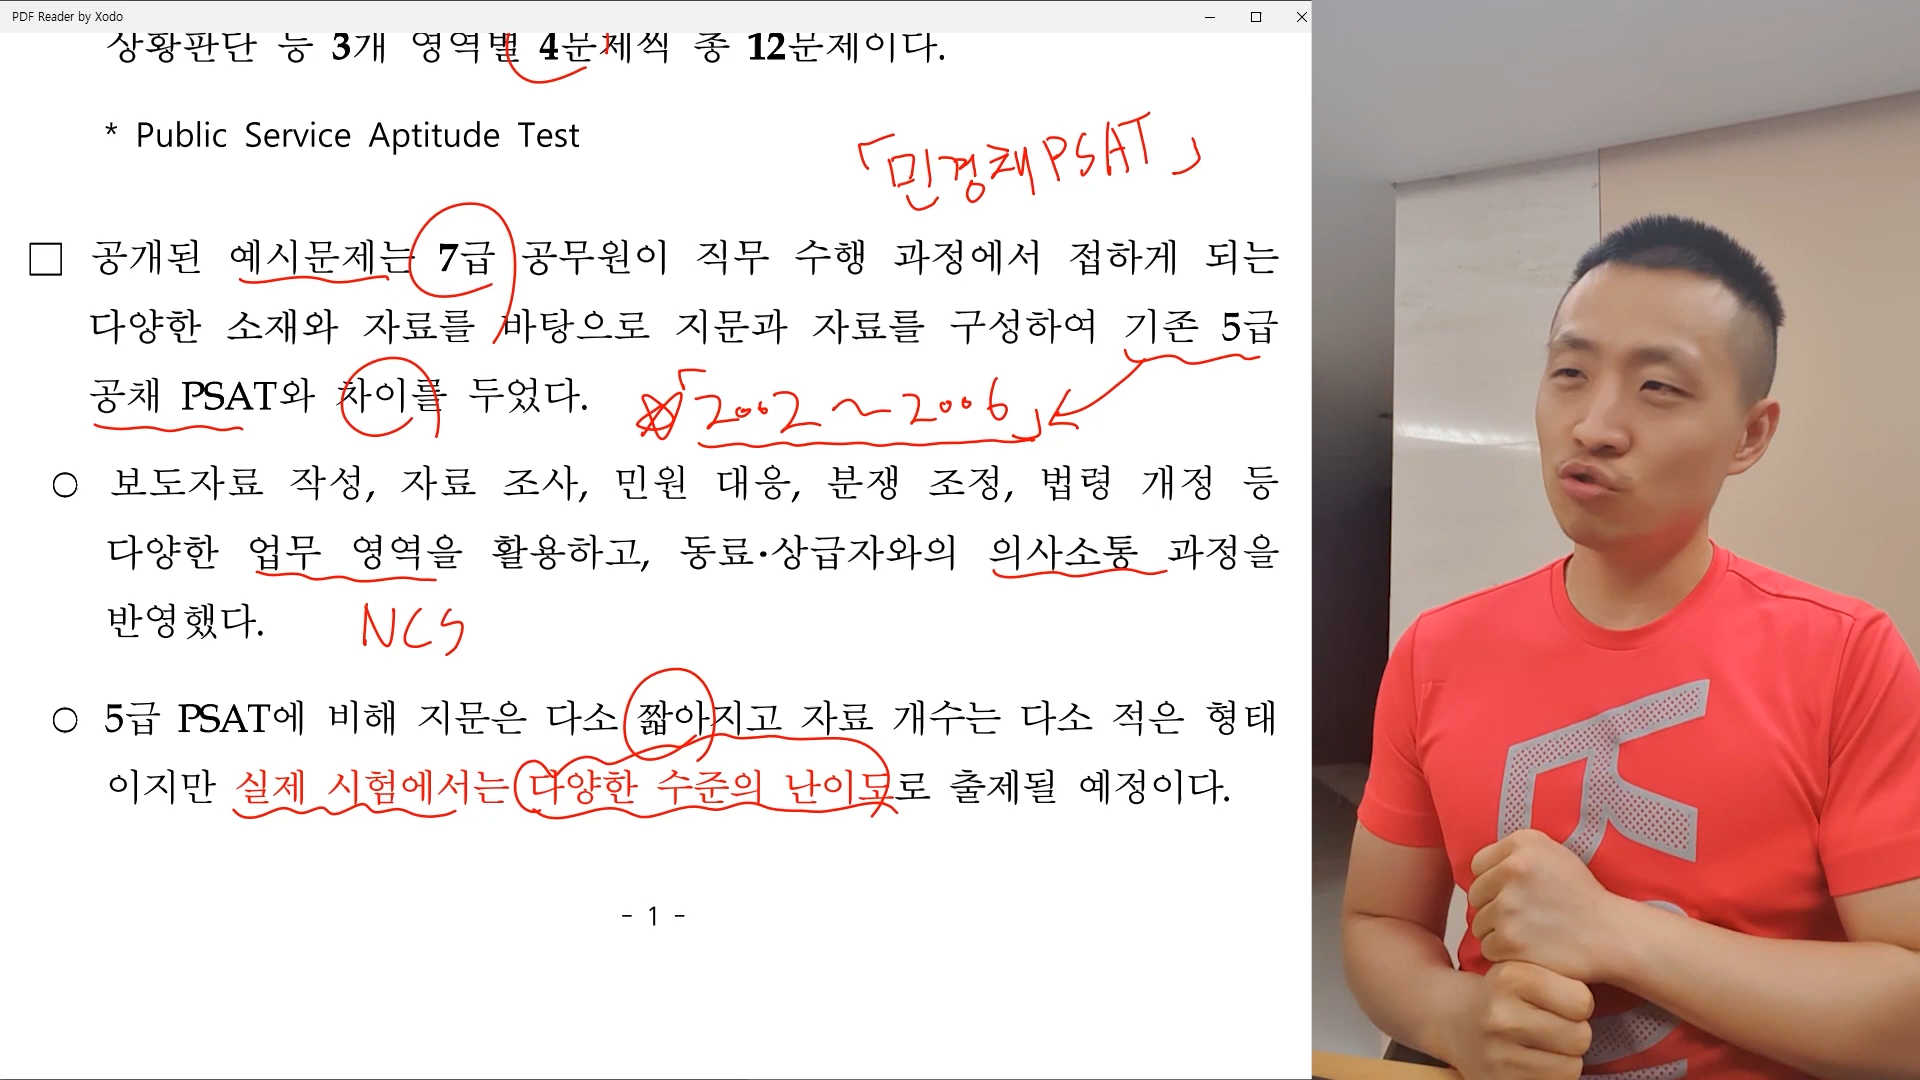 PDF Reader by Xodo
상황판단 등 3개 영역별 4문제씩 총 12문제이다.
* Public Service Aptitude Test
「민경채PSAT」
□ 공개된 예시문제는 7급 공무원이 직무 수행 과정에서 접하게 되는
다양한 소재와 자료를 바탕으로 지문과 자료를 구성하여 기존 5급
공채 PSAT와 차이를 두었다.
「2002~2006」
○ 보도자료 작성, 자료 조사, 민원 대응, 분쟁 조정, 법령 개정 등
다양한 업무 영역을 활용하고, 동료·상급자와의 의사소통 과정을
반영했다.
NCS
○ 5급 PSAT에 비해 지문은 다소 짧아지고 자료 개수는 다소 적은 형태
이지만 실제 시험에서는 다양한 수준의 난이도로 출제될 예정이다.
- 1 -